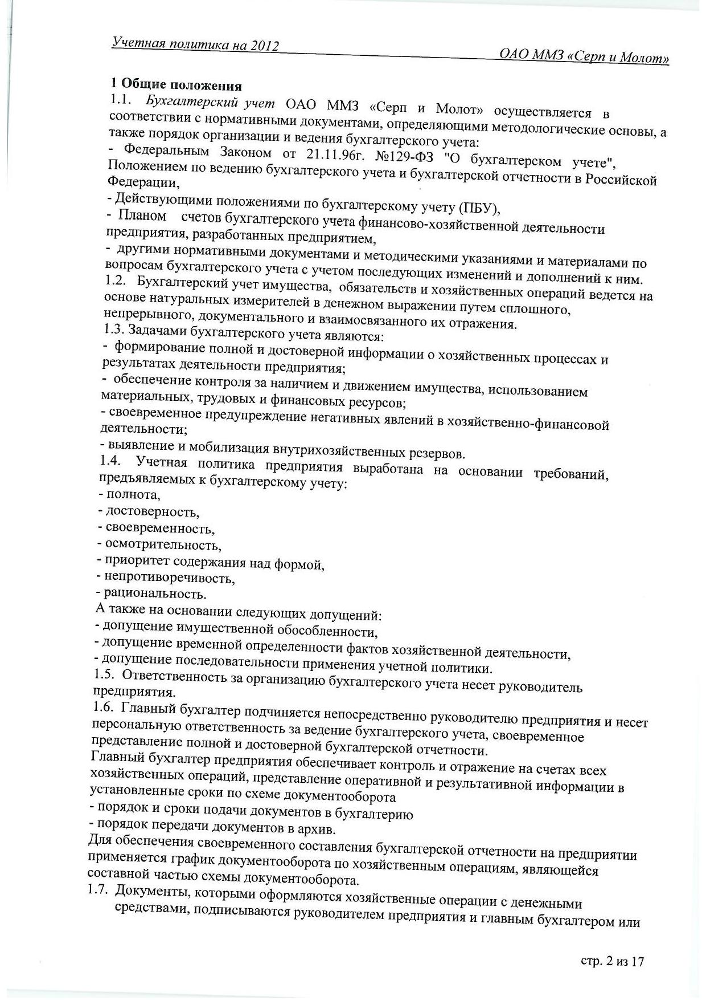 Учетная политика на 2012
ОАО ММЗ «Серп и Молот»
1 Общие положения
1.1. Бухгалтерский учет ОАО ММЗ «Серп и Молот» осуществляется в
соответствии с нормативными документами, определяющими методологические основы, а
также порядок организации и ведения бухгалтерского учета:
- Федеральным Законом от 21.11.96г. №129-ФЗ "О бухгалтерском учете",
Положением по ведению бухгалтерского учета и бухгалтерской отчетности в Российской
Федерации,
- Действующими положениями по бухгалтерскому учету (ПБУ),
- Планом счетов бухгалтерского учета финансово-хозяйственной деятельности
предприятия, разработанных предприятием,
- другими нормативными документами и методическими указаниями и материалами по
вопросам бухгалтерского учета с учетом последующих изменений и дополнений к ним.
1.2. Бухгалтерский учет имущества, обязательств и хозяйственных операций ведется на
основе натуральных измерителей в денежном выражении путем сплошного,
непрерывного, документального и взаимосвязанного их отражения.
1.3. Задачами бухгалтерского учета являются:
- формирование полной и достоверной информации о хозяйственных процессах и
результатах деятельности предприятия;
- обеспечение контроля за наличием и движением имущества, использованием
материальных, трудовых и финансовых ресурсов;
- своевременное предупреждение негативных явлений в хозяйственно-финансовой
деятельности;
- выявление и мобилизация внутрихозяйственных резервов.
1.4. Учетная политика предприятия выработана на основании требований,
предъявляемых к бухгалтерскому учету:
- полнота,
- достоверность,
- своевременность,
- осмотрительность,
- приоритет содержания над формой,
- непротиворечивость,
- рациональность.
А также на основании следующих допущений:
- допущение имущественной обособленности,
- допущение временной определенности фактов хозяйственной деятельности,
- допущение последовательности применения учетной политики.
1.5. Ответственность за организацию бухгалтерского учета несет руководитель
предприятия.
1.6. Главный бухгалтер подчиняется непосредственно руководителю предприятия и несет
персональную ответственность за ведение бухгалтерского учета, своевременное
представление полной и достоверной бухгалтерской отчетности.
Главный бухгалтер предприятия обеспечивает контроль и отражение на счетах всех
хозяйственных операций, представление оперативной и результативной информации в
установленные сроки по схеме документооборота
- порядок и сроки подачи документов в бухгалтерию
- порядок передачи документов в архив.
Для обеспечения своевременного составления бухгалтерской отчетности на предприятии
применяется график документооборота по хозяйственным операциям, являющейся
составной частью схемы документооборота.
1.7. Документы, которыми оформляются хозяйственные операции с денежными
средствами, подписываются руководителем предприятия и главным бухгалтером или
стр. 2 из 17